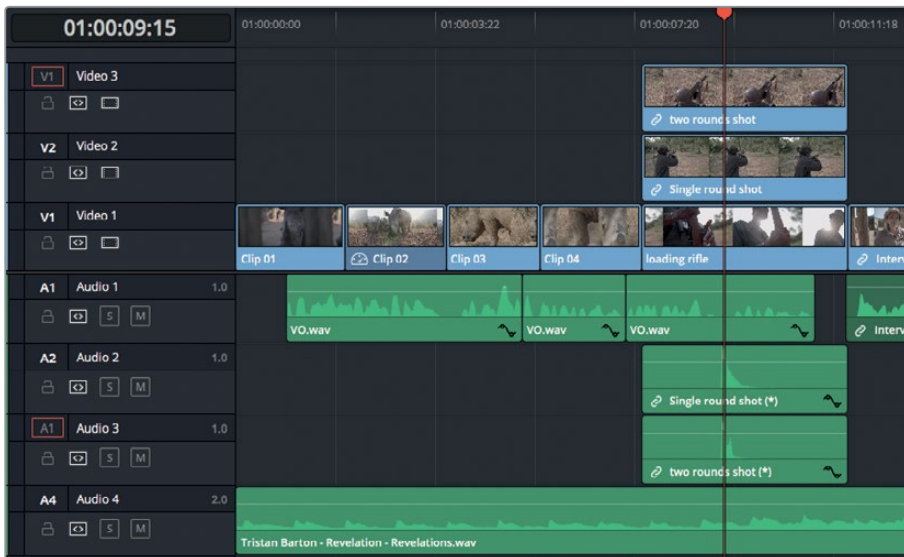 01:00:09:15
01:00:00:00
01:00:03:22
01:00:07:20
01:00:11:18
V1 Video 3
two rounds shot
V2 Video 2
Single round shot
V1 Video 1
Clip 01
Clip 02
Clip 03
Clip 04
loading rifle
Interv
A1 Audio 1 1.0
S M
VO.wav
VO.wav
VO.wav
Interv
A2 Audio 2 1.0
S M
Single round shot (*)
A1 Audio 3 1.0
S M
two rounds shot (*)
A4 Audio 4 2.0
S M
Tristan Barton - Revelation - Revelations.wav